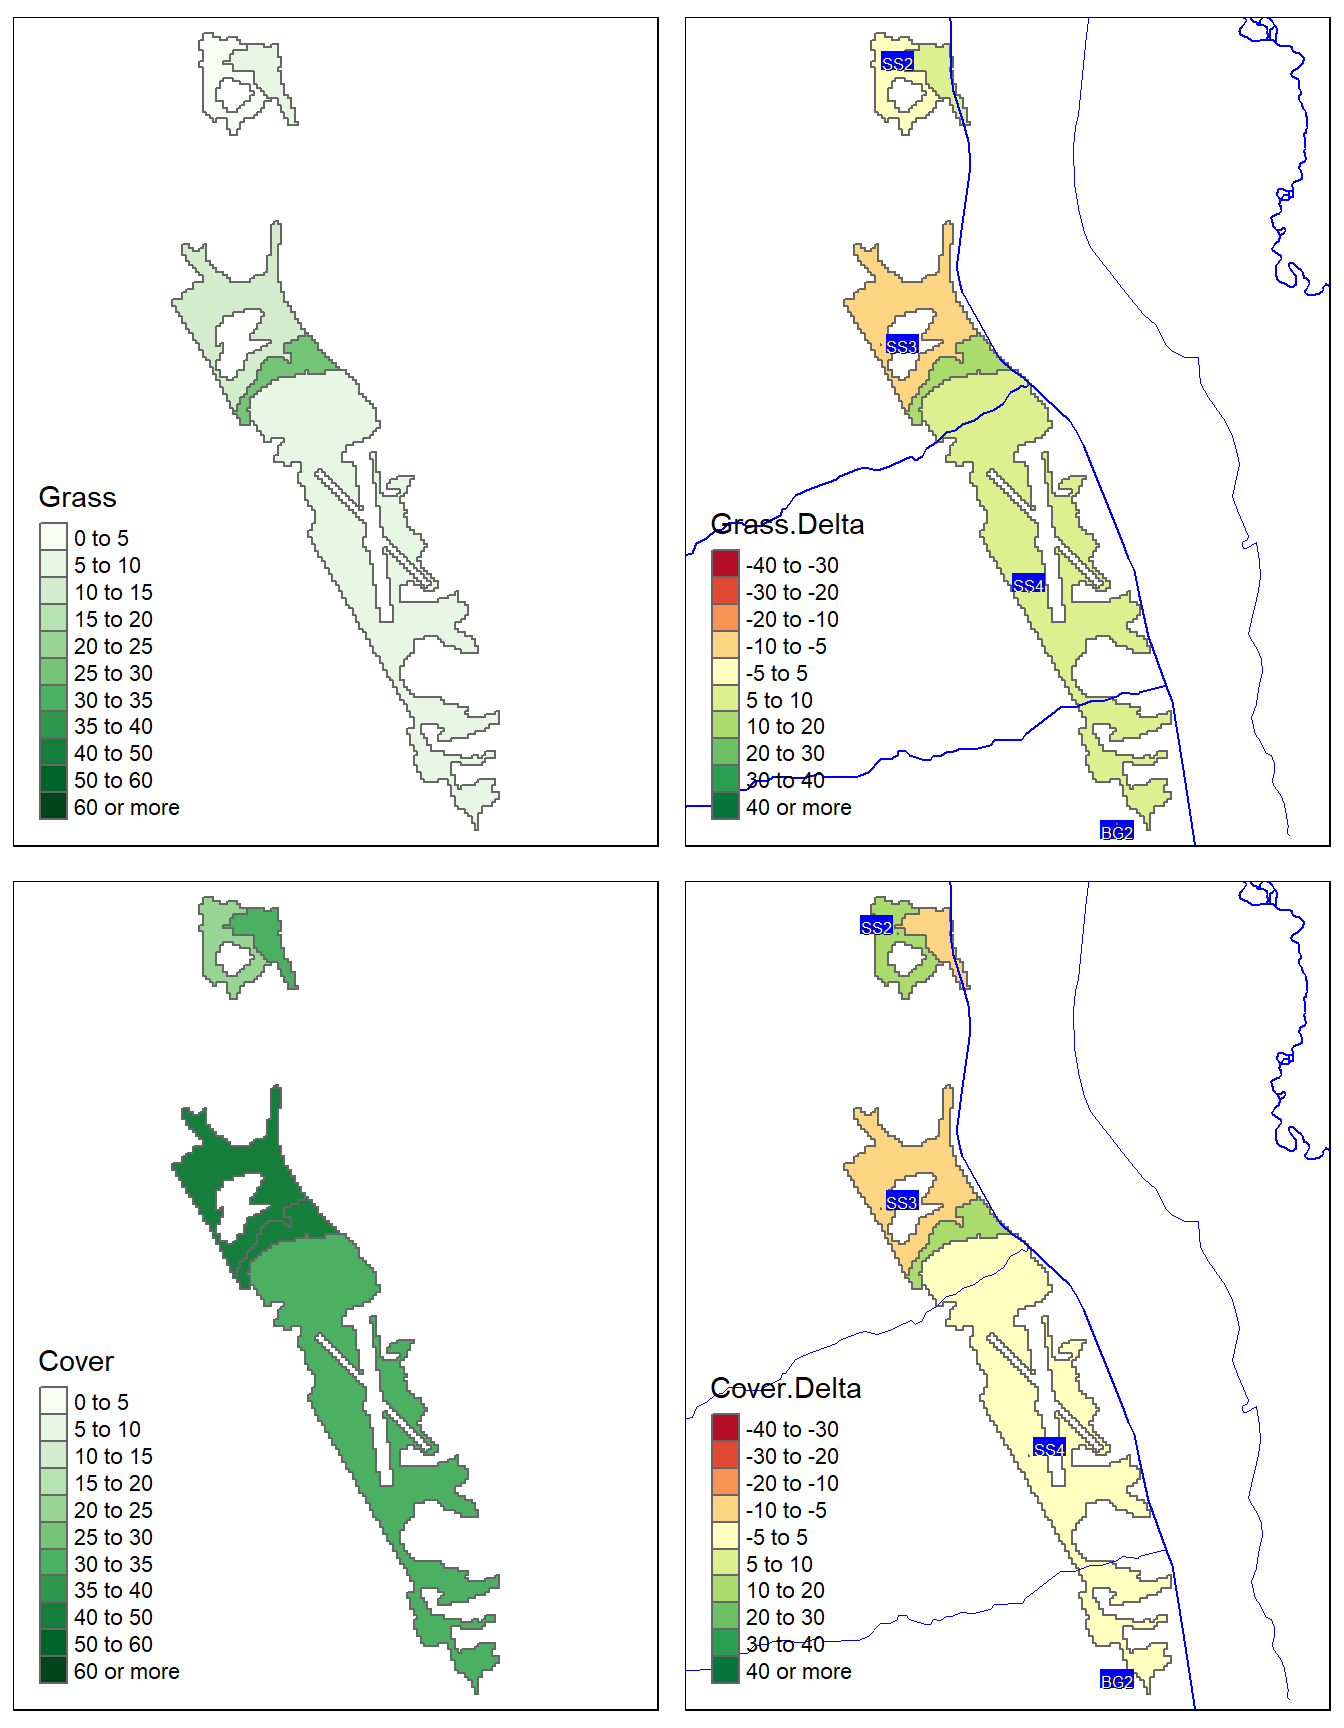 Grass
0 to 5
5 to 10
10 to 15
15 to 20
20 to 25
25 to 30
30 to 35
35 to 40
40 to 50
50 to 60
60 or more
SS2
SS3
SS4
BG2
Grass.Delta
-40 to -30
-30 to -20
-20 to -10
-10 to -5
-5 to 5
5 to 10
10 to 20
20 to 30
30 to 40
40 or more
Cover
0 to 5
5 to 10
10 to 15
15 to 20
20 to 25
25 to 30
30 to 35
35 to 40
40 to 50
50 to 60
60 or more
SS2
SS3
SS4
BG2
Cover.Delta
-40 to -30
-30 to -20
-20 to -10
-10 to -5
-5 to 5
5 to 10
10 to 20
20 to 30
30 to 40
40 or more